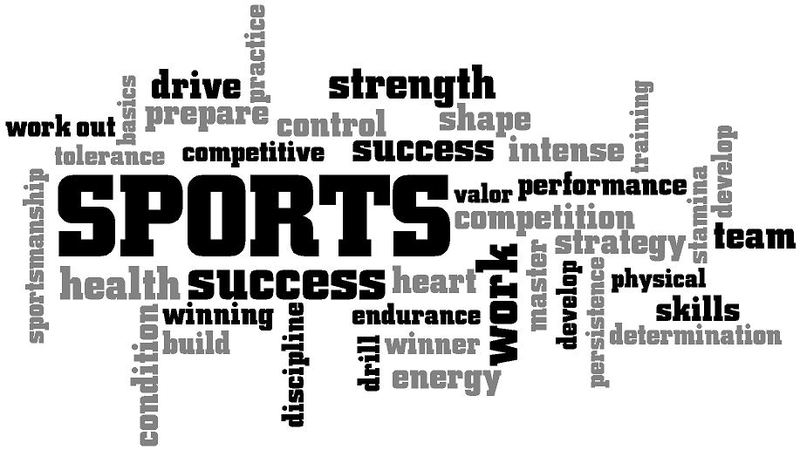 practice
drive
strength
basics
prepare
training
work out
control
shape
tolerance
competitive
success
intense
develop
sportsmanship
SPORTS
valor
performance
stamina
competition
team
strategy
health
success
heart
work
master
develop
persistence
physical
winning
endurance
skills
condition
build
discipline
drill
winner
determination
energy